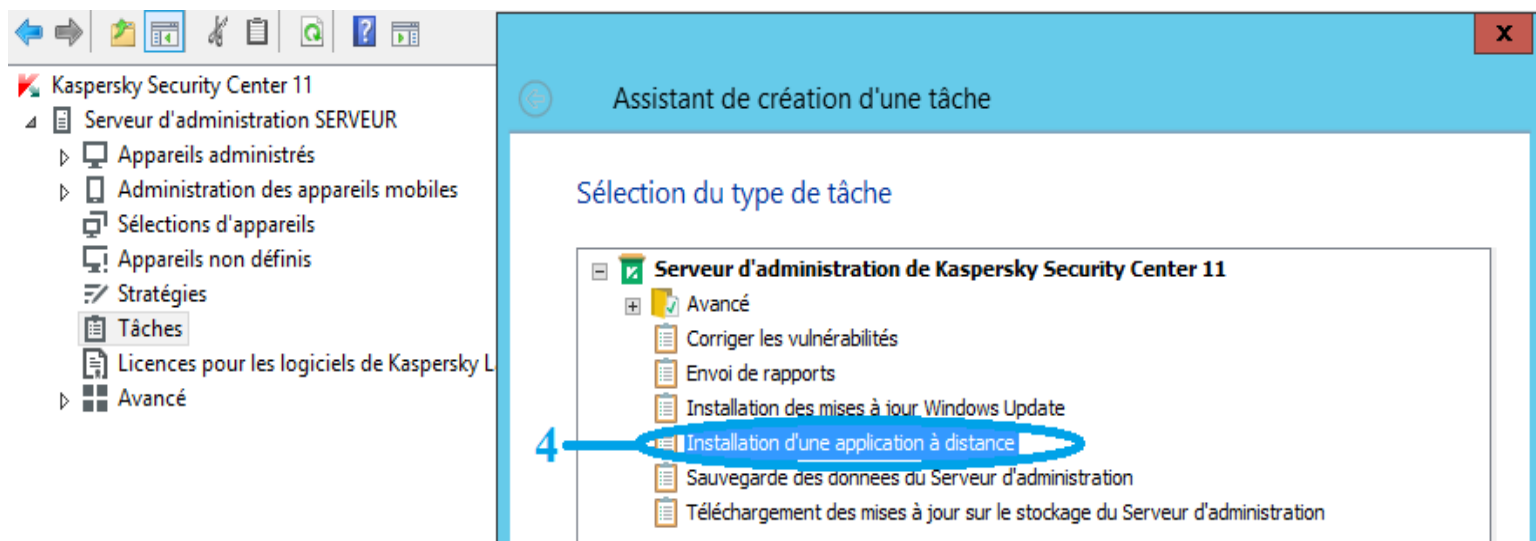 Kaspersky Security Center 11
Serveur d'administration SERVEUR
Appareils administrés
Administration des appareils mobiles
Sélections d'appareils
Appareils non définis
Stratégies
Tâches
Licences pour les logiciels de Kaspersky L
Avancé
x
Assistant de création d'une tâche
Sélection du type de tâche
Serveur d'administration de Kaspersky Security Center 11
Avancé
Corriger les vulnérabilités
Envoi de rapports
Installation des mises à jour Windows Update
4 Installation d'une application à distance
Sauvegarde des données du Serveur d'administration
Téléchargement des mises à jour sur le stockage du Serveur d'administration